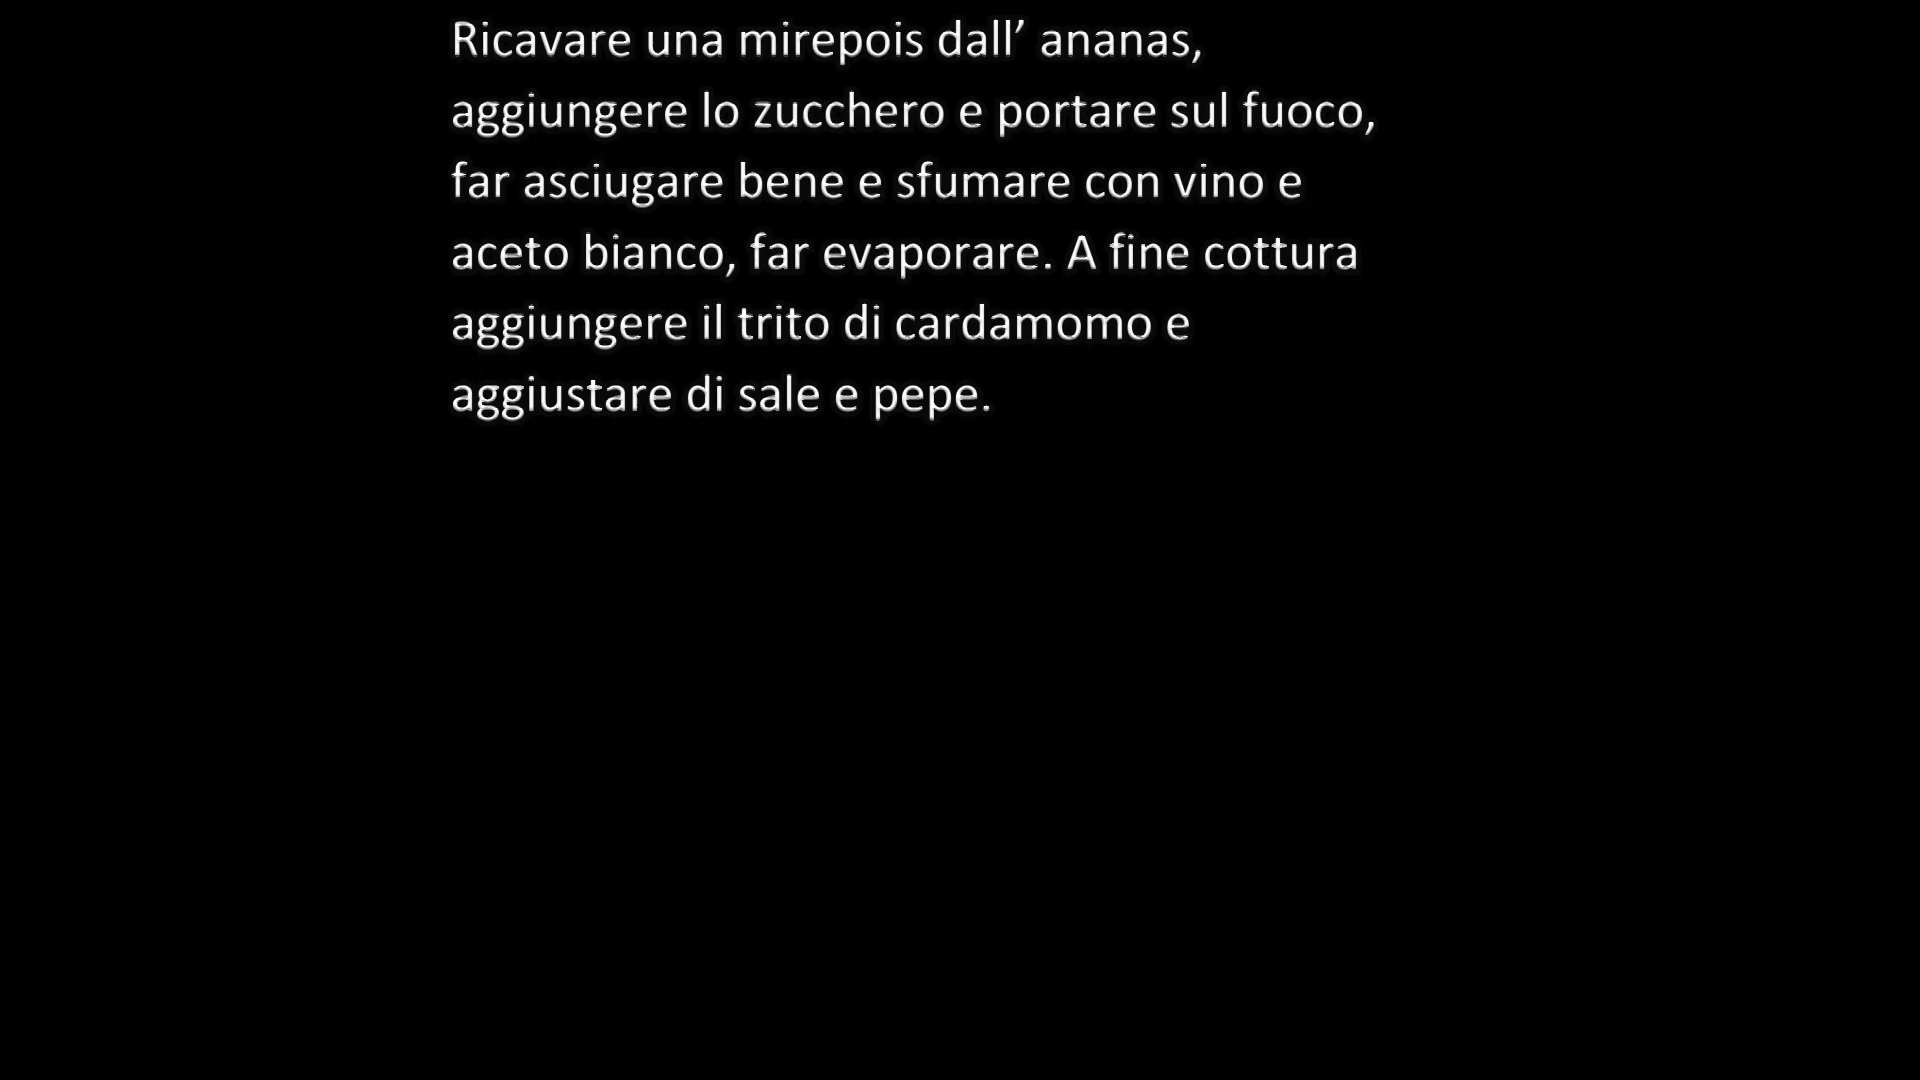 Ricavare una mirepois dall’ ananas,
aggiungere lo zucchero e portare sul fuoco,
far asciugare bene e sfumare con vino e
aceto bianco, far evaporare. A fine cottura
aggiungere il trito di cardamomo e
aggiustare di sale e pepe.